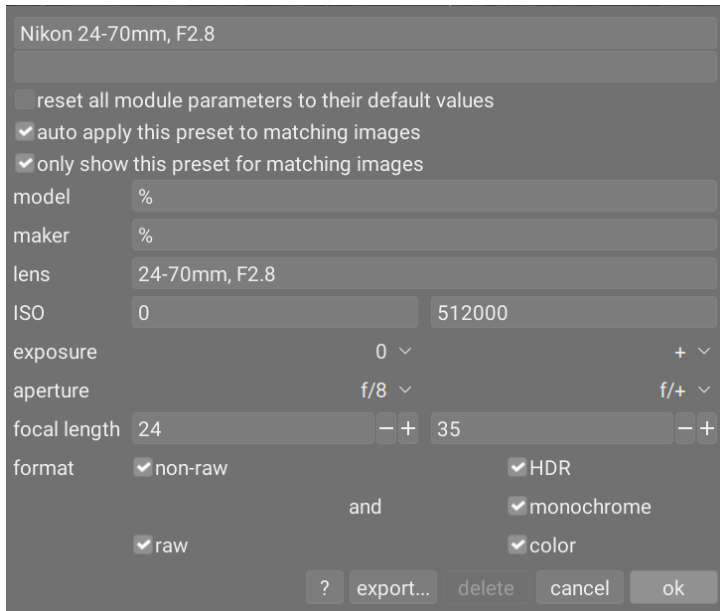 Nikon 24-70mm, F2.8
reset all module parameters to their default values
auto apply this preset to matching images
only show this preset for matching images
model %
maker %
lens 24-70mm, F2.8
ISO 0 512000
exposure 0 +
aperture f/8 f/+
focal length 24 − + 35 − +
format non-raw HDR
and monochrome
raw color
? export... delete cancel ok